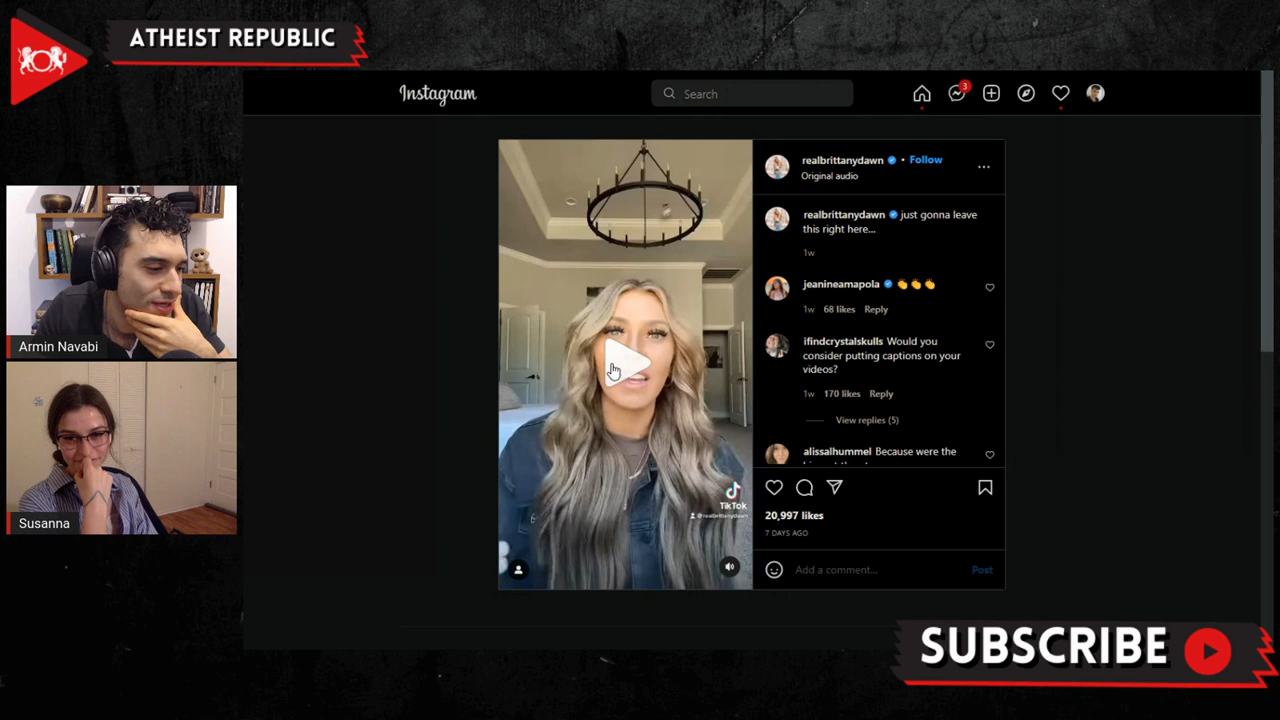 ATHEIST REPUBLIC
Instagram
Search
3
realbrittanydawn • Follow
Original audio
realbrittanydawn just gonna leave
this right here...
1w
jeanineamapola 👏👏👏
1w 68 likes Reply
ifindcrystalskulls Would you
consider putting captions on your
videos?
1w 170 likes Reply
View replies (5)
alissalhummel Because were the
TikTok
@realbrittanydawn
20,997 likes
7 DAYS AGO
Add a comment...
Post
Armin Navabi
Susanna
SUBSCRIBE